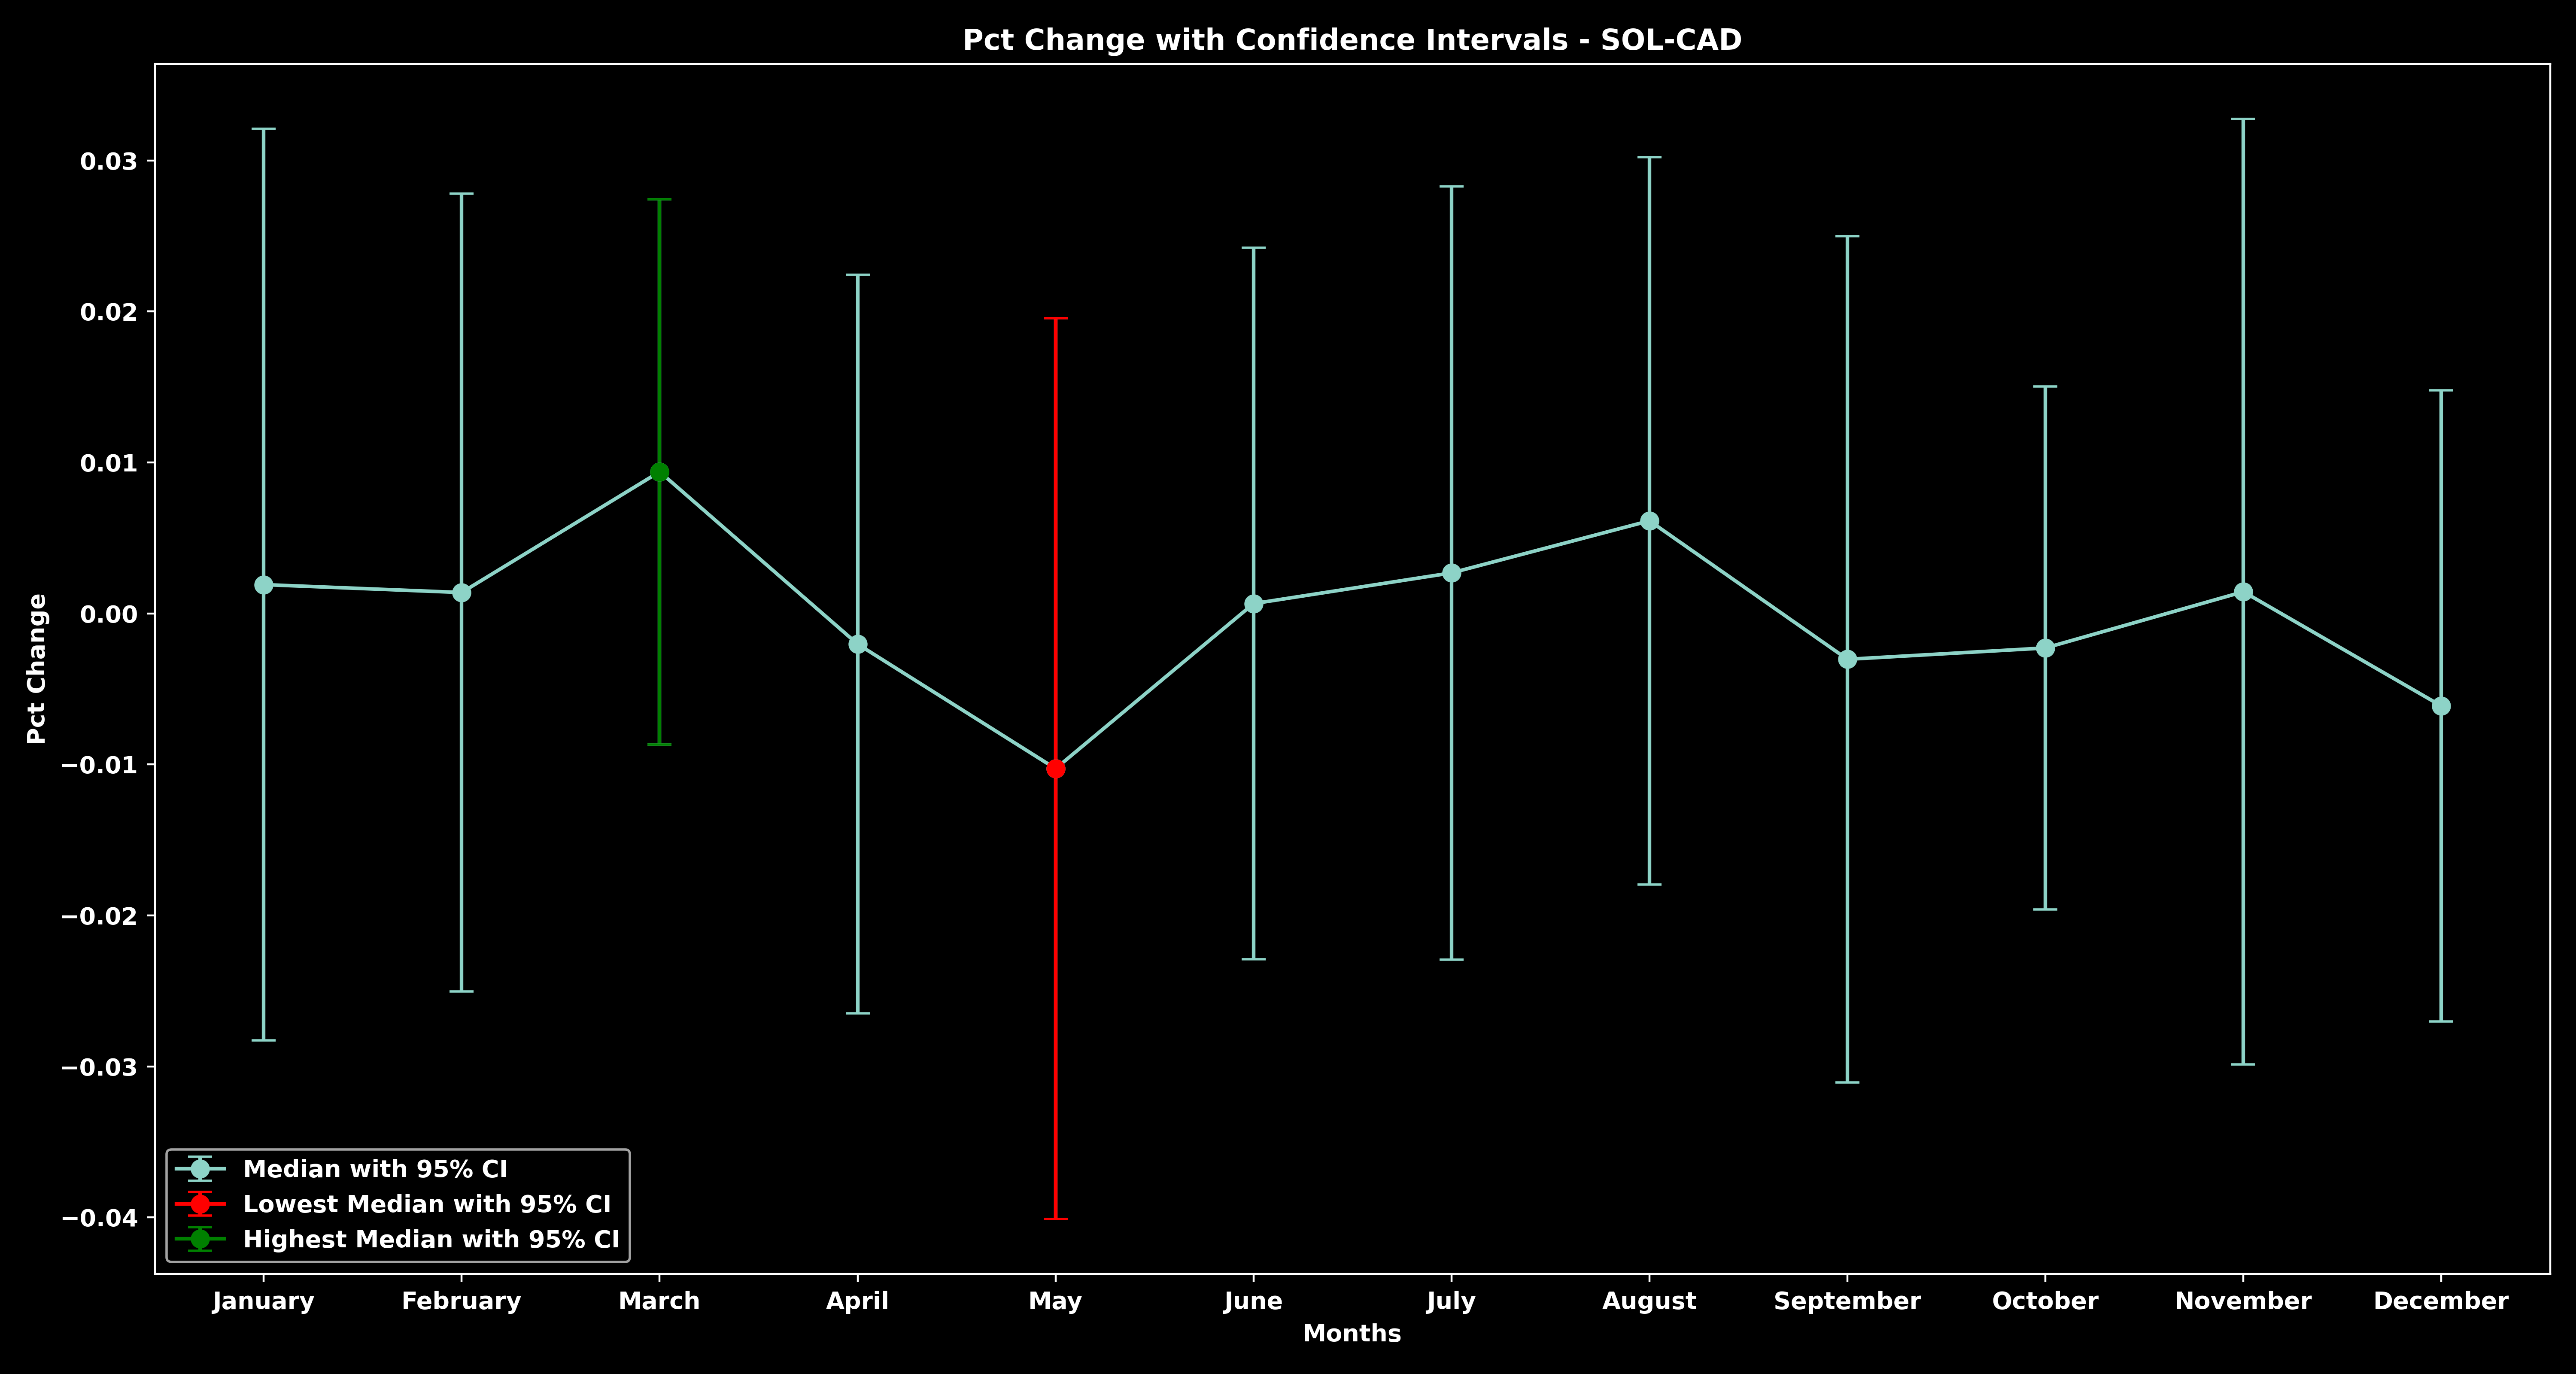 Pct Change with Confidence Intervals - SOL-CAD
Pct Change
0.03
0.02
0.01
0.00
−0.01
−0.02
−0.03
−0.04
Median with 95% CI
Lowest Median with 95% CI
Highest Median with 95% CI
January February March April May June July August September October November December
Months